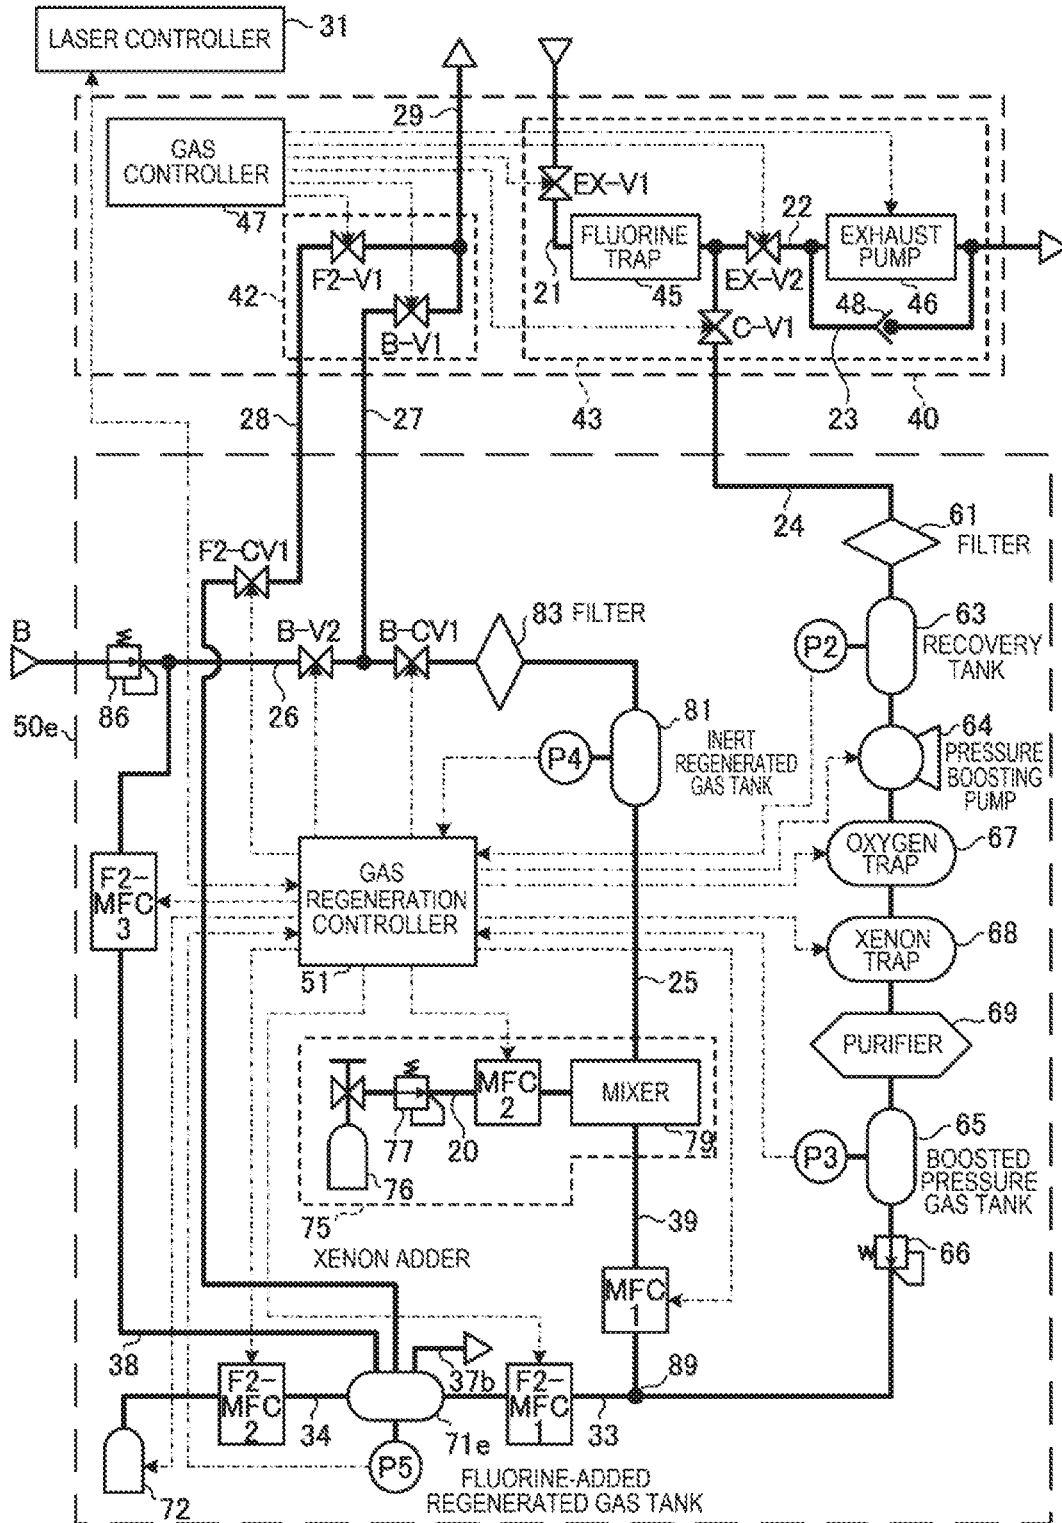 LASER CONTROLLER
31
29
GAS
CONTROLLER
47
EX-V1
22
FLUORINE
TRAP
EXHAUST
PUMP
F2-V1
21
45
EX-V2
46
42
48
B-V1
C-V1
28
27
43
23
40
24
61
FILTER
F2-CV1
83 FILTER
63
B
B-V2
B-CV1
P2
RECOVERY
TANK
86
26
50e
81
64
P4
INERT
REGENERATED
GAS TANK
PRESSURE
BOOSTING
PUMP
67
OXYGEN
TRAP
F2-
MFC
3
GAS
REGENERATION
CONTROLLER
XENON
TRAP
68
51
25
69
PURIFIER
MFC
2
MIXER
77
20
79
65
P3
BOOSTED
PRESSURE
GAS TANK
76
75
39
66
XENON ADDER
MFC
1
38
37b
89
F2-
MFC
2
F2-
MFC
1
34
71e
33
P5
72
FLUORINE-ADDED
REGENERATED GAS TANK